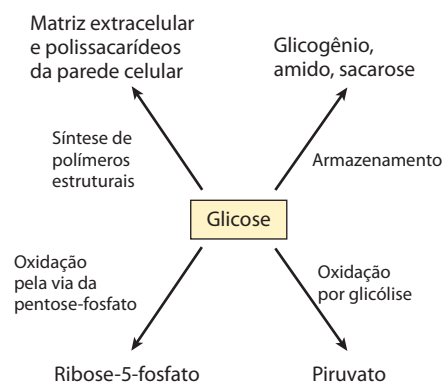 Matriz extracelular
e polissacarídeos
da parede celular
Glicogênio,
amido, sacarose
Síntese de
polímeros
estruturais
Armazenamento
Glicose
Oxidação
pela via da
pentose-fosfato
Oxidação
por glicólise
Ribose-5-fosfato
Piruvato